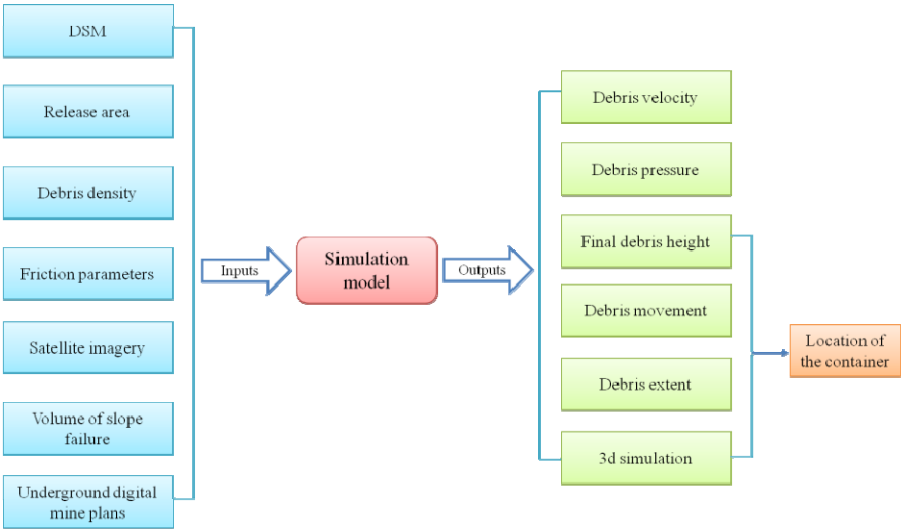 DSM
Release area
Debris density
Friction parameters
Satellite imagery
Volume of slope
failure
Underground digital
mine plans
Inputs
Simulation
model
Outputs
Debris velocity
Debris pressure
Final debris height
Debris movement
Debris extent
3d simulation
Location of
the container